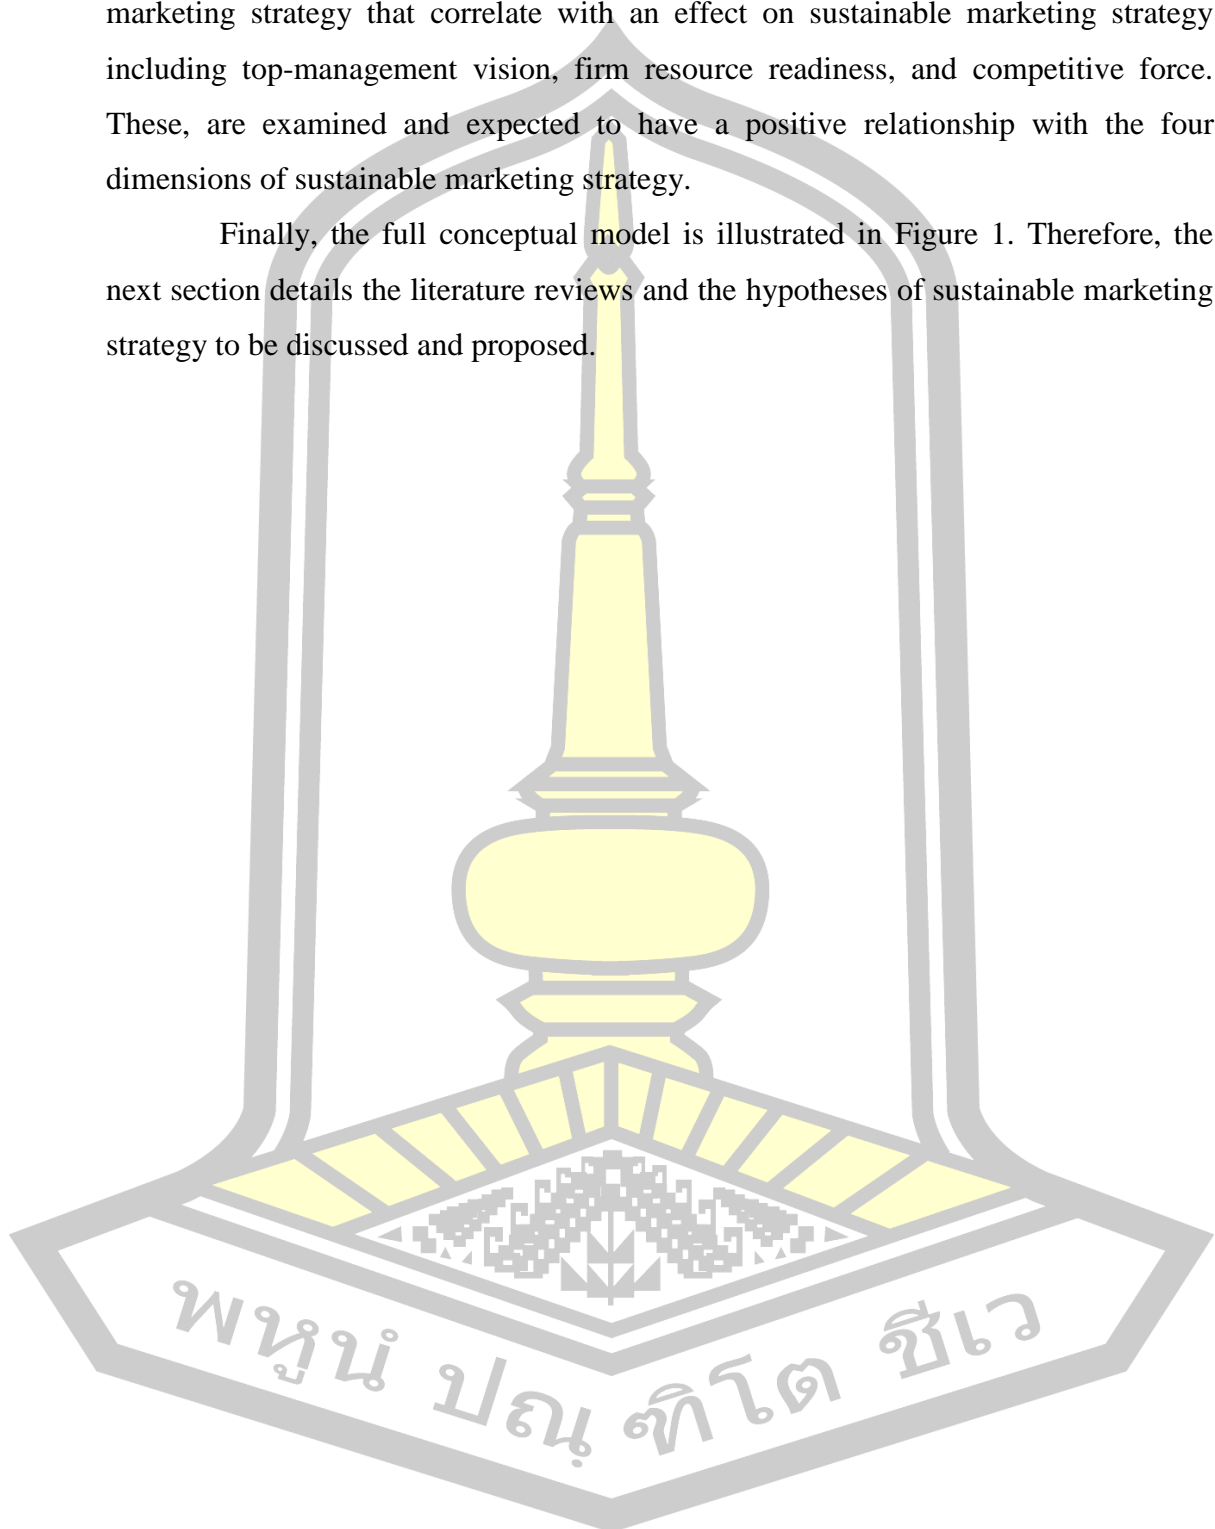 marketing strategy that correlate with an effect on sustainable marketing strategy
including top-management vision, firm resource readiness, and competitive force.
These, are examined and expected to have a positive relationship with the four
dimensions of sustainable marketing strategy.
Finally, the full conceptual model is illustrated in Figure 1. Therefore, the
next section details the literature reviews and the hypotheses of sustainable marketing
strategy to be discussed and proposed.
พหูนํ ปณฺ ฑิโต ชีเว